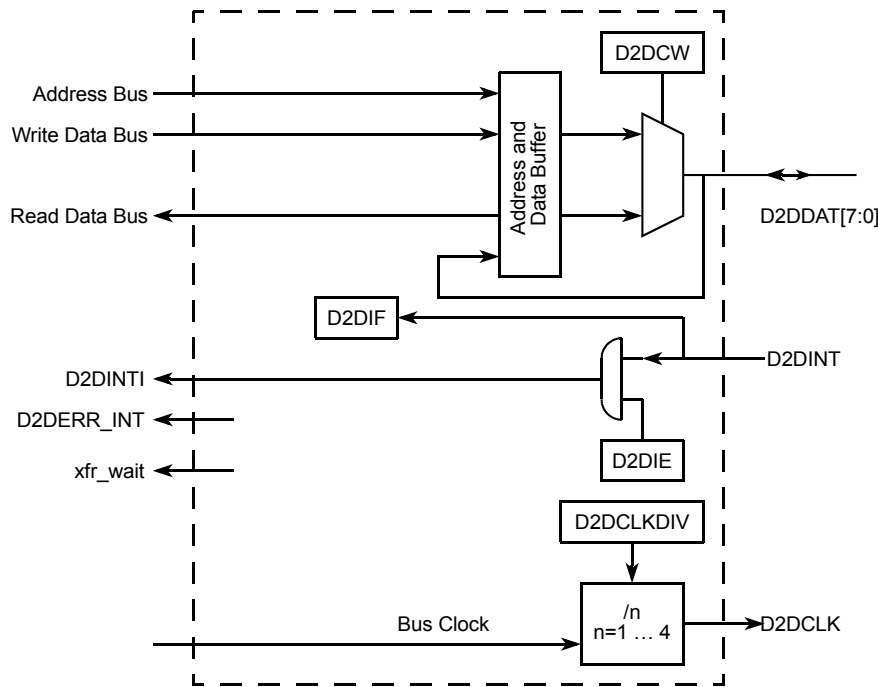 D2DCW
Address Bus
Write Data Bus
Address and
Data Buffer
Read Data Bus
D2DDAT[7:0]
D2DIF
D2DINT
D2DINTI
D2DERR_INT
D2DIE
xfr_wait
D2DCLKDIV
/n
n=1 … 4
Bus Clock
D2DCLK